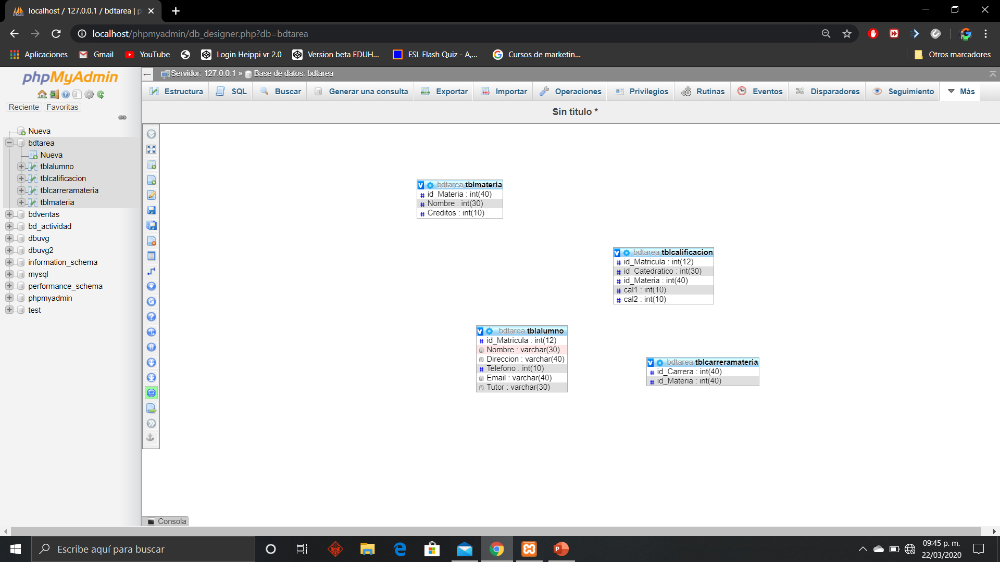 localhost / 127.0.0.1 / bdtarea | p
localhost/phpmyadmin/db_designer.php?db=bdtarea
Aplicaciones Gmail YouTube Login Heippi vr 2.0 Version beta EDUH... ESL Flash Quiz - A,... Cursos de marketin... Otros marcadores
phpMyAdmin
Reciente Favoritas
Nueva
bdtarea
Nueva
tblalumno
tblcalificacion
tblcarreramateria
tblmateria
bdventas
bd_actividad
dbuvg
dbuvg2
information_schema
mysql
performance_schema
phpmyadmin
test
Servidor: 127.0.0.1 » Base de datos: bdtarea
Estructura SQL Buscar Generar una consulta Exportar Importar Operaciones Privilegios Rutinas Eventos Disparadores Seguimiento Más
Sin título *
bdtarea tblmateria
id_Materia : int(40)
Nombre : int(30)
Creditos : int(10)
bdtarea tblcalificacion
id_Matricula : int(12)
id_Catedratico : int(30)
id_Materia : int(40)
cal1 : int(10)
cal2 : int(10)
bdtarea tblalumno
id_Matricula : int(12)
Nombre : varchar(30)
Direccion : varchar(40)
Telefono : int(10)
Email : varchar(40)
Tutor : varchar(30)
bdtarea tblcarreramateria
id_Carrera : int(40)
id_Materia : int(40)
Consola
Escribe aquí para buscar
09:45 p. m.
22/03/2020